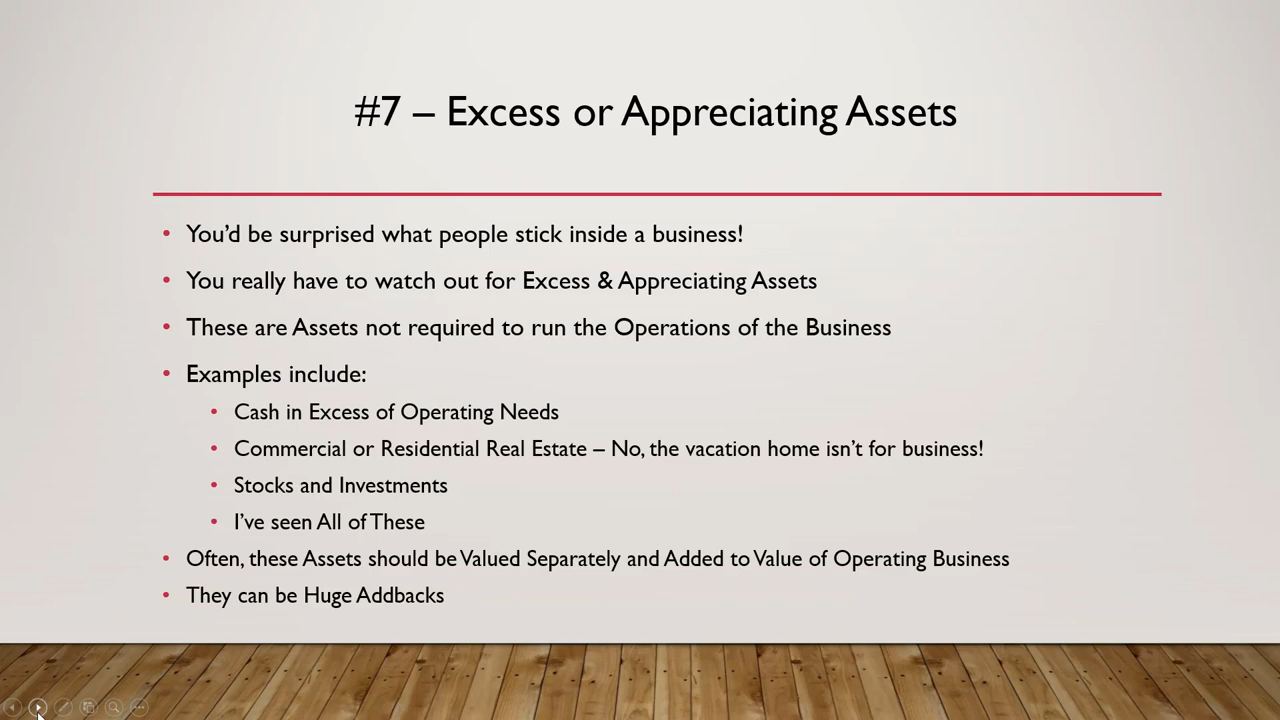 #7 – Excess or Appreciating Assets
• You'd be surprised what people stick inside a business!
• You really have to watch out for Excess & Appreciating Assets
• These are Assets not required to run the Operations of the Business
• Examples include:
• Cash in Excess of Operating Needs
• Commercial or Residential Real Estate – No, the vacation home isn't for business!
• Stocks and Investments
• I've seen All of These
• Often, these Assets should be Valued Separately and Added to Value of Operating Business
• They can be Huge Addbacks